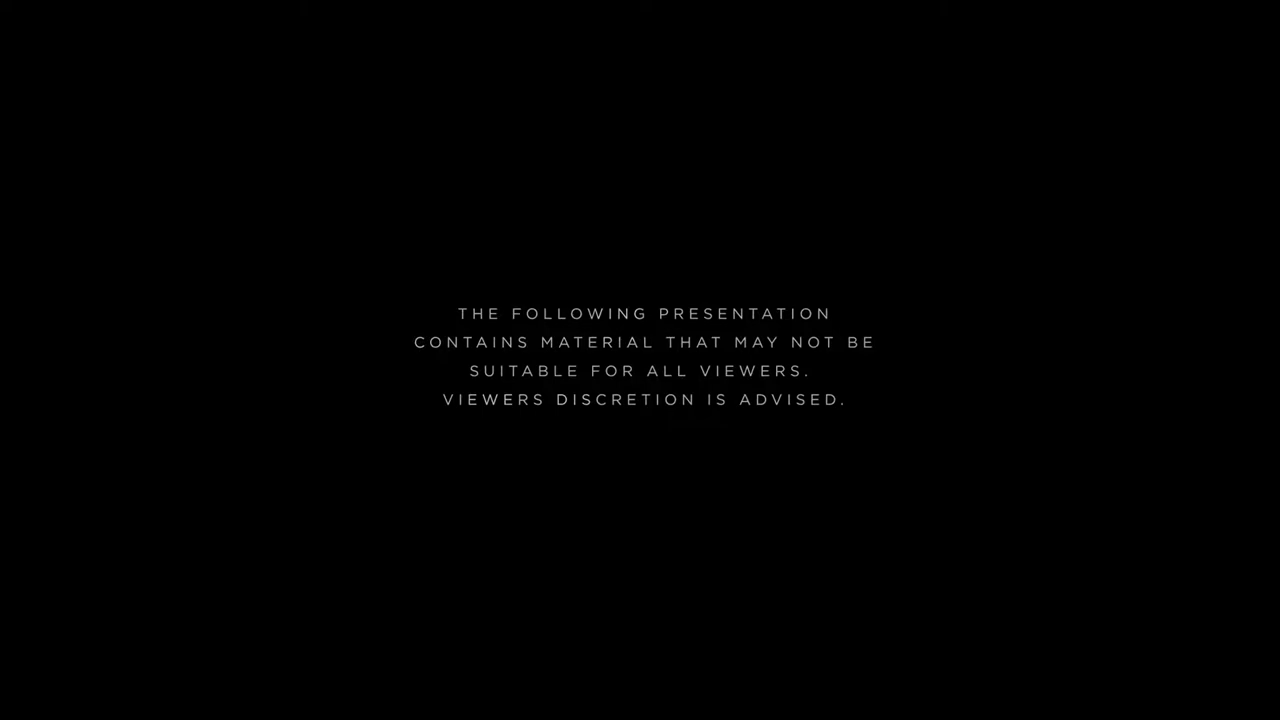 THE FOLLOWING PRESENTATION
CONTAINS MATERIAL THAT MAY NOT BE
SUITABLE FOR ALL VIEWERS.
VIEWERS DISCRETION IS ADVISED.